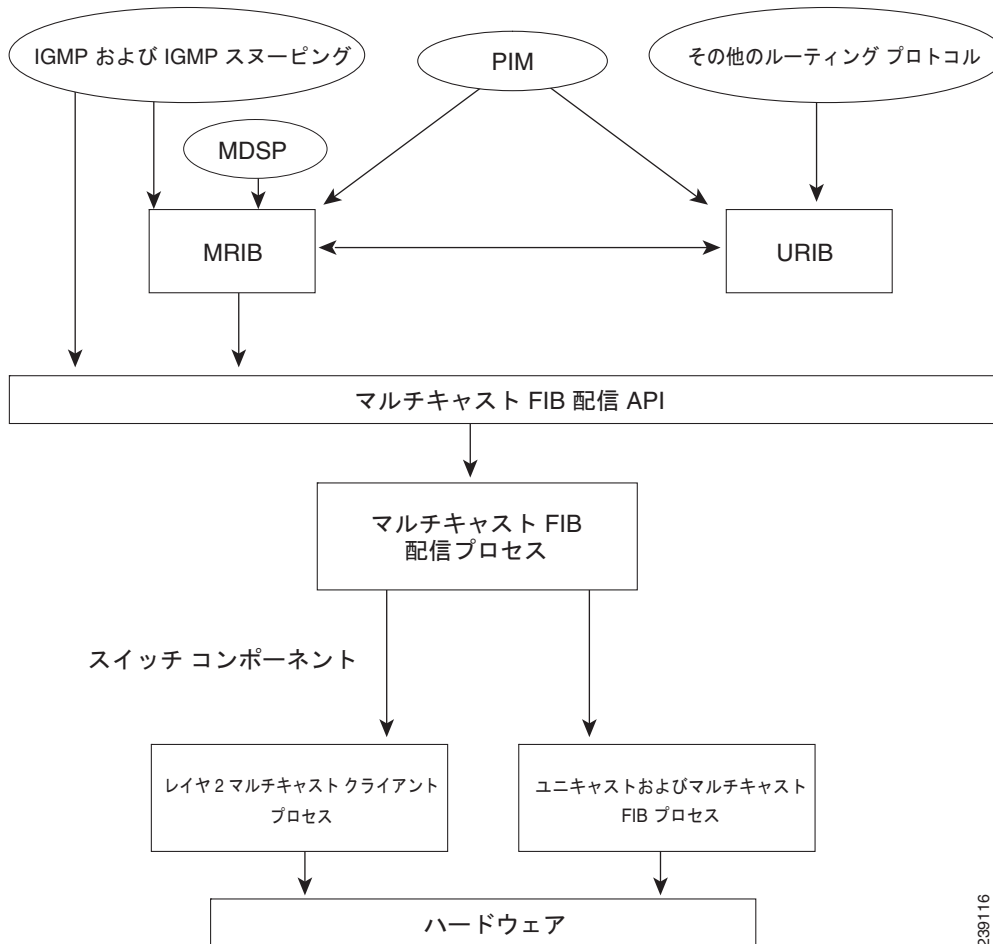 IGMP および IGMP スヌーピング
PIM
その他のルーティング プロトコル
MDSP
MRIB
URIB
マルチキャスト FIB 配信 API
マルチキャスト FIB
配信プロセス
スイッチ コンポーネント
レイヤ 2 マルチキャスト クライアント
プロセス
ユニキャストおよびマルチキャスト
FIB プロセス
ハードウェア
239116